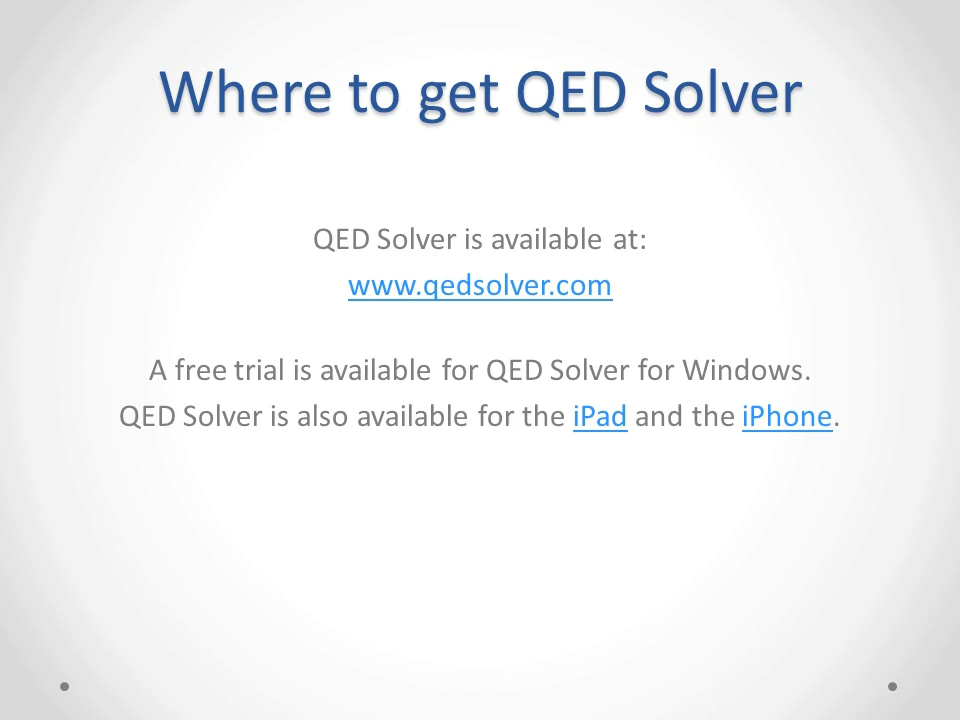 Where to get QED Solver
QED Solver is available at:
www.qedsolver.com
A free trial is available for QED Solver for Windows.
QED Solver is also available for the iPad and the iPhone.